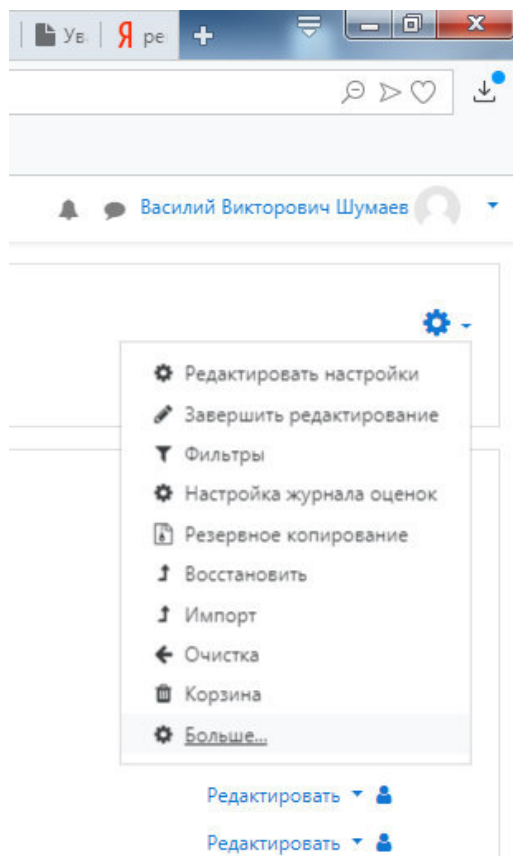 Ув
Я ре
Василий Викторович Шумаев
Редактировать настройки
Завершить редактирование
Фильтры
Настройка журнала оценок
Резервное копирование
Восстановить
Импорт
Очистка
Корзина
Больше...
Редактировать
Редактировать